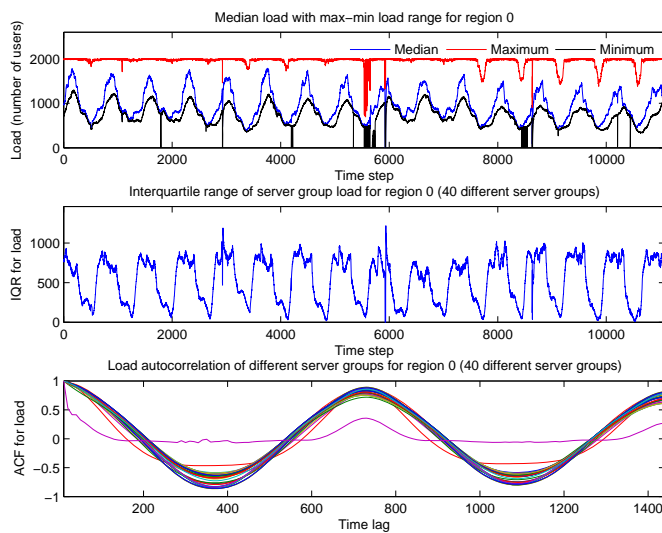 Median load with max−min load range for region 0
Load (number of users)
2000
1000
0
Median
Maximum
Minimum
0 2000 4000 6000 8000 10000
Time step
Interquartile range of server group load for region 0 (40 different server groups)
IQR for load
1000
500
0
0 2000 4000 6000 8000 10000
Time step
Load autocorrelation of different server groups for region 0 (40 different server groups)
ACF for load
1
0.5
0
−0.5
−1
200 400 600 800 1000 1200 1400
Time lag